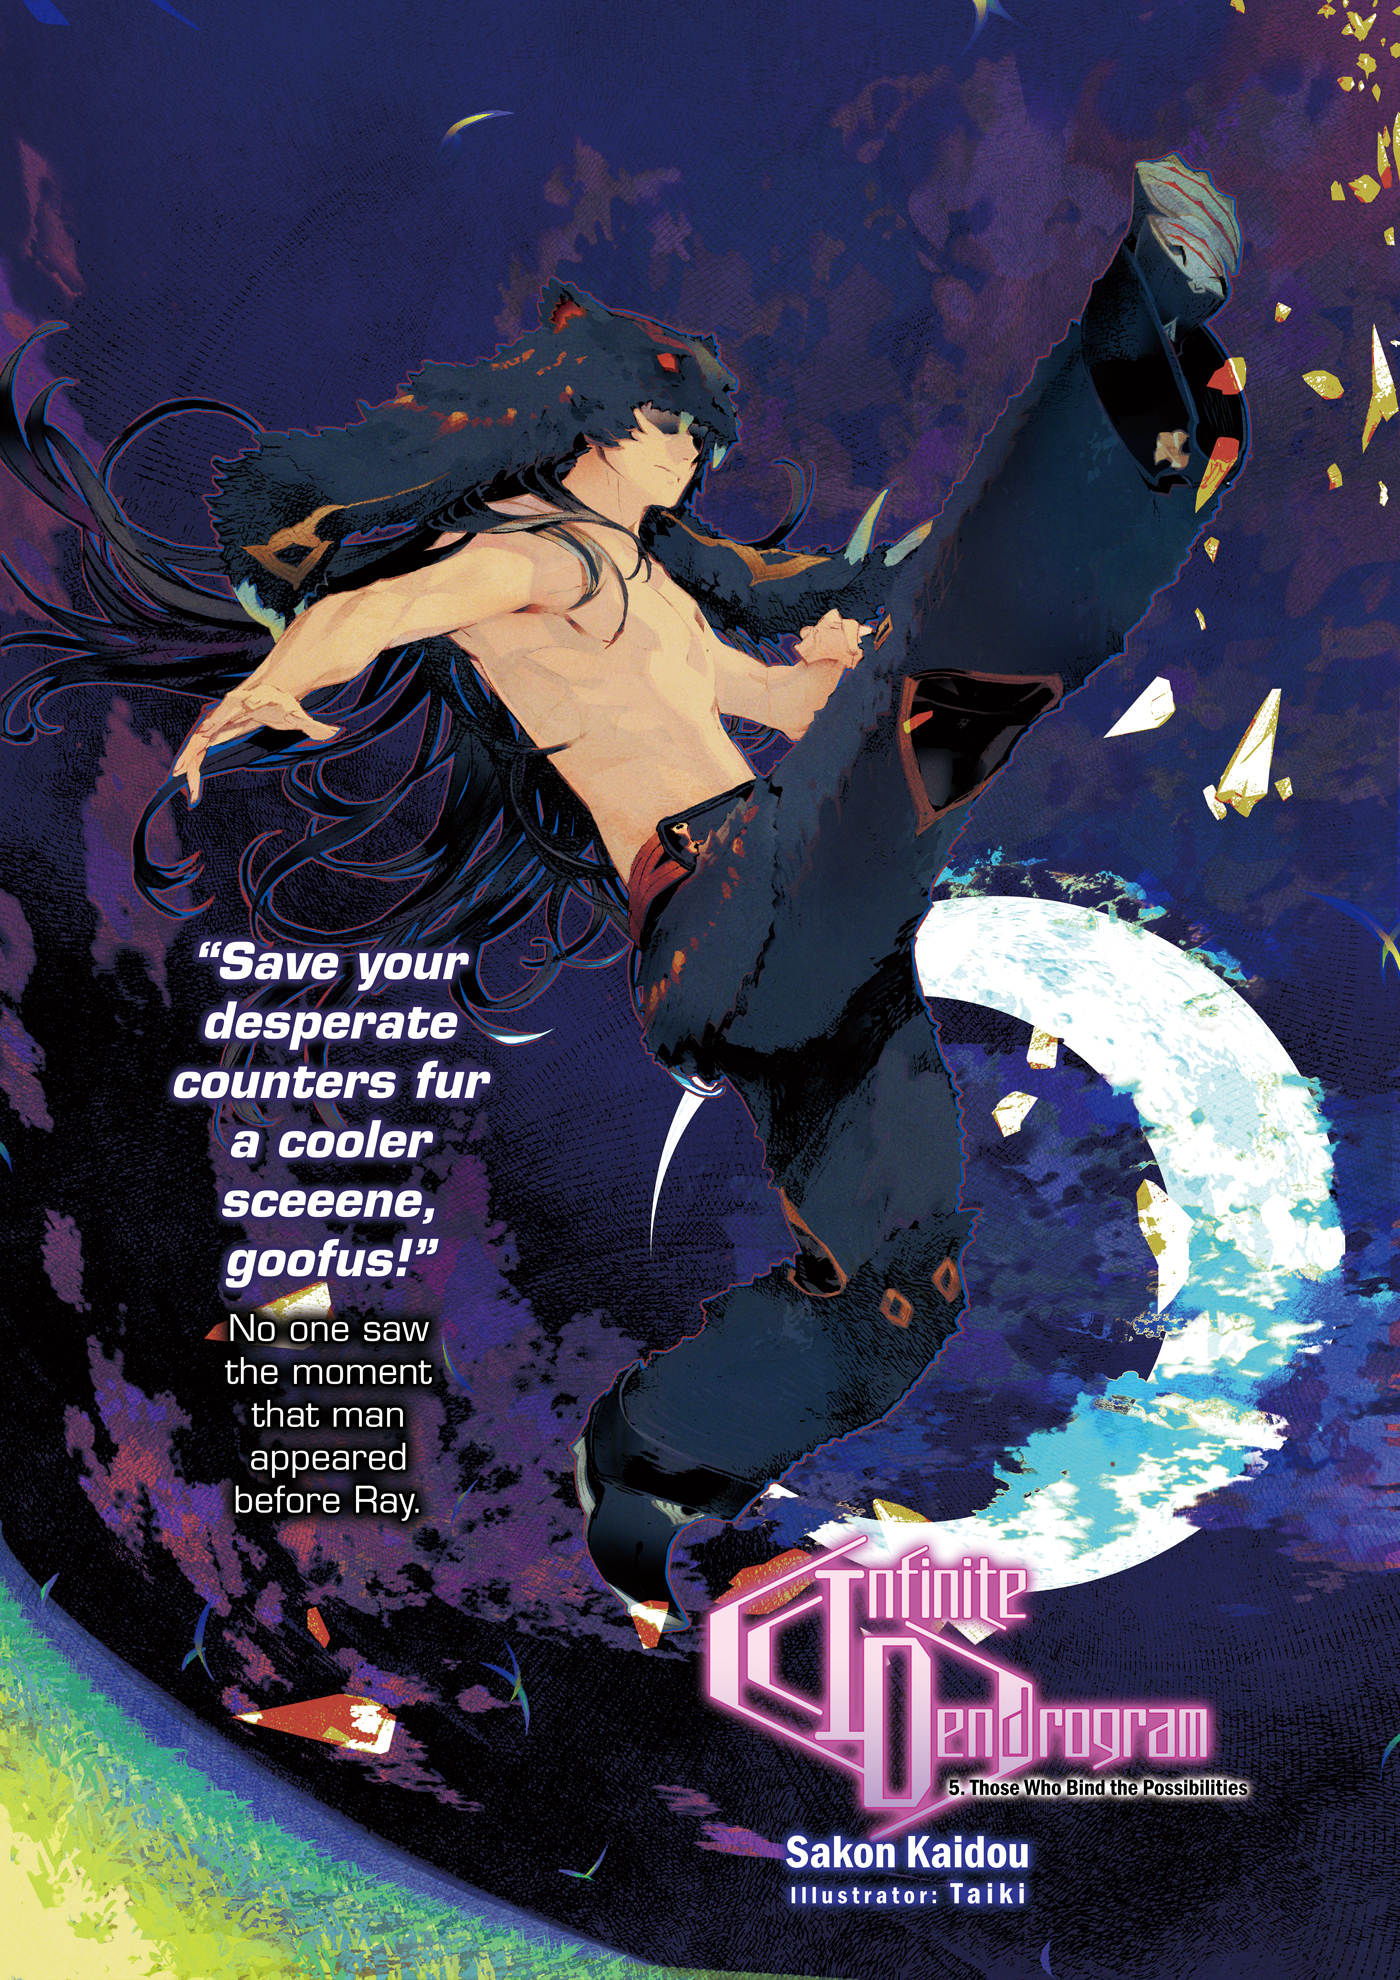 “Save your
desperate
counters fur
a cooler
sceeene,
goofus!”
No one saw
the moment
that man
appeared
before Ray.
Infinite
Dendrogram
5. Those Who Bind the Possibilities
Sakon Kaidou
Illustrator: Taiki